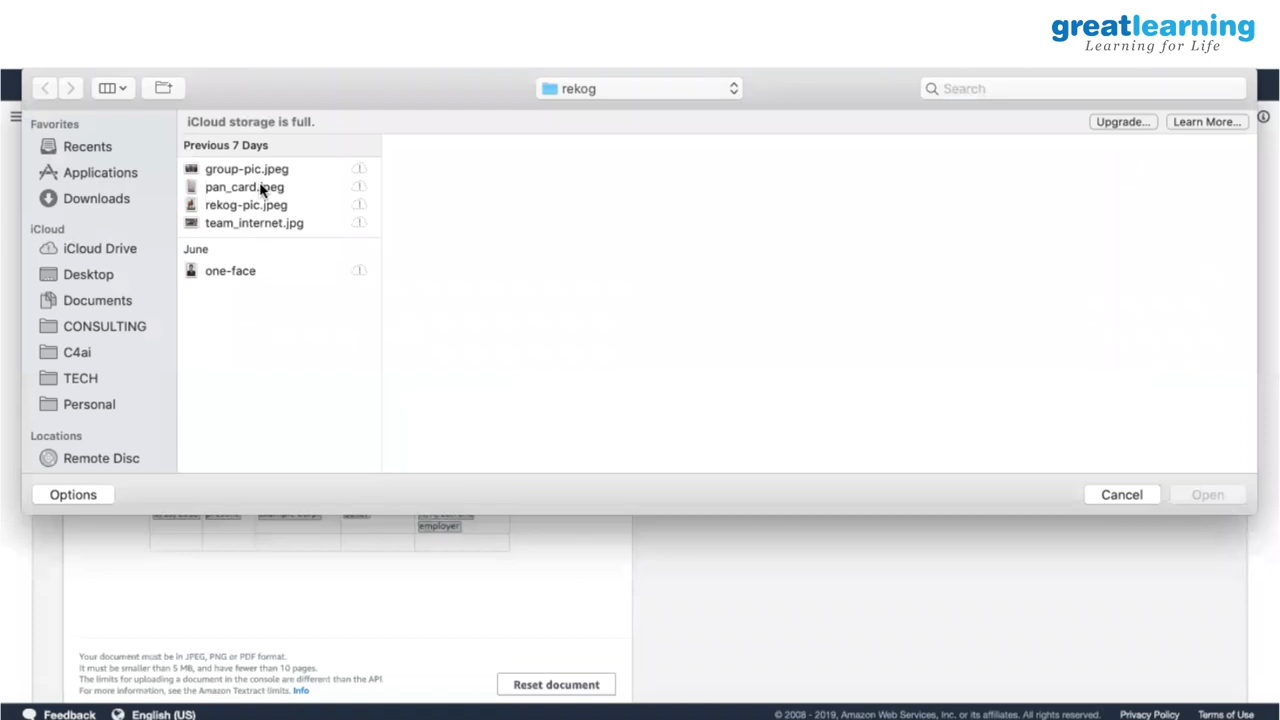 greatlearning
Learning for Life
rekog
Search
Favorites
iCloud storage is full.
Upgrade...
Learn More...
Recents
Applications
Downloads
iCloud
iCloud Drive
Desktop
Documents
CONSULTING
C4ai
TECH
Personal
Locations
Remote Disc
Previous 7 Days
group-pic.jpeg
pan_card.jpeg
rekog-pic.jpeg
team_internet.jpg
June
one-face
Options
Cancel
Open
employer
Your document must be in JPEG, PNG or PDF format.
It must be smaller than 5 MB, and have fewer than 10 pages.
The limits for uploading a document in the console are different than the API.
For more information, see the Amazon Textract limits. Info
Reset document
Feedback
English (US)
© 2008 - 2019, Amazon Web Services, Inc. or its affiliates. All rights reserved.
Privacy Policy
Terms of Use